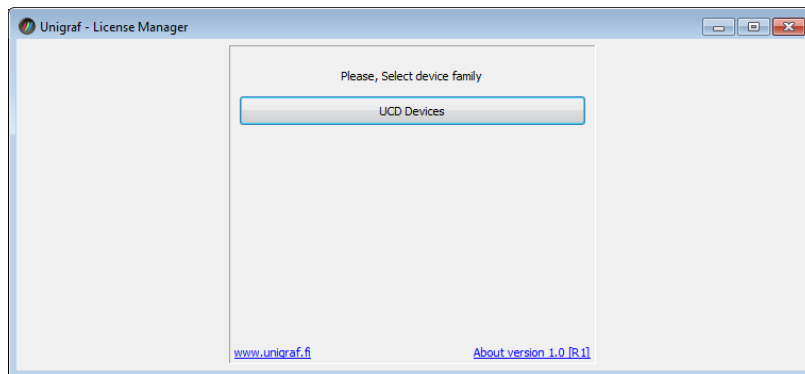 Unigraf - License Manager
Please, Select device family
UCD Devices
www.unigraf.fi
About version 1.0 [R1]